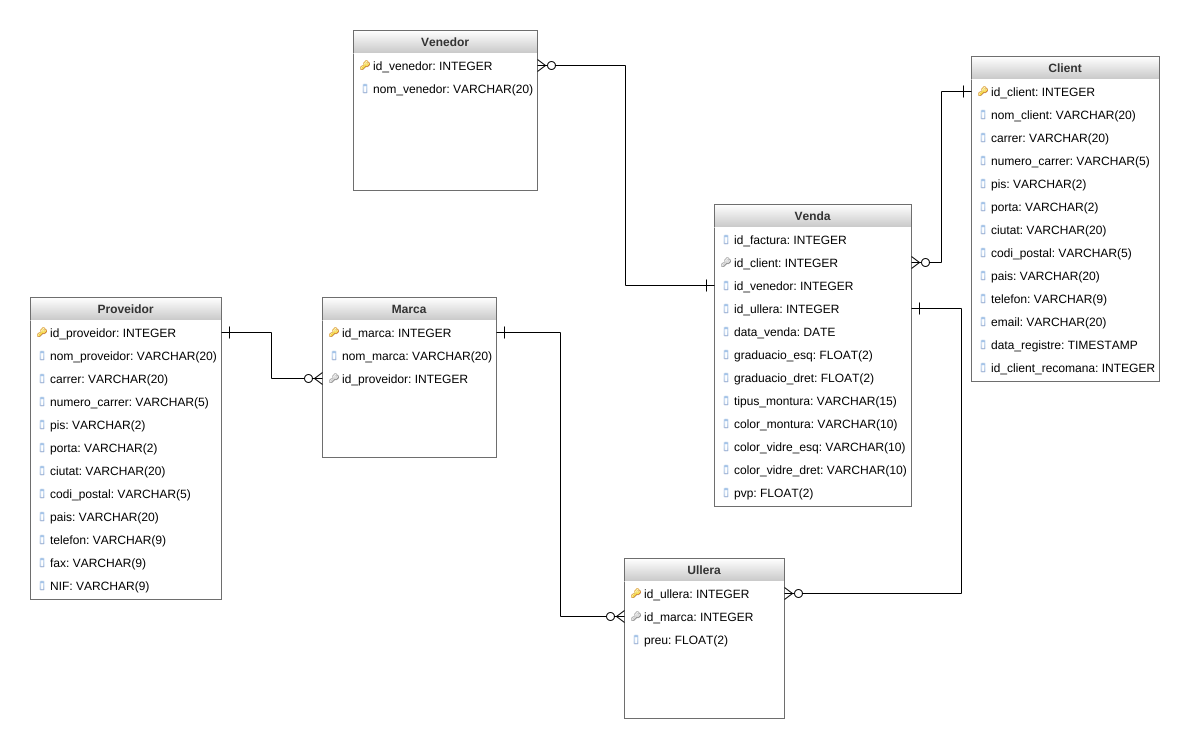 Venedor
id_venedor: INTEGER
nom_venedor: VARCHAR(20)
Client
id_client: INTEGER
nom_client: VARCHAR(20)
carrer: VARCHAR(20)
numero_carrer: VARCHAR(5)
pis: VARCHAR(2)
porta: VARCHAR(2)
ciutat: VARCHAR(20)
codi_postal: VARCHAR(5)
pais: VARCHAR(20)
telefon: VARCHAR(9)
email: VARCHAR(20)
data_registre: TIMESTAMP
id_client_recomana: INTEGER
Venda
id_factura: INTEGER
id_client: INTEGER
id_venedor: INTEGER
id_ullera: INTEGER
data_venda: DATE
graduacio_esq: FLOAT(2)
graduacio_dret: FLOAT(2)
tipus_montura: VARCHAR(15)
color_montura: VARCHAR(10)
color_vidre_esq: VARCHAR(10)
color_vidre_dret: VARCHAR(10)
pvp: FLOAT(2)
Proveidor
id_proveidor: INTEGER
nom_proveidor: VARCHAR(20)
carrer: VARCHAR(20)
numero_carrer: VARCHAR(5)
pis: VARCHAR(2)
porta: VARCHAR(2)
ciutat: VARCHAR(20)
codi_postal: VARCHAR(5)
pais: VARCHAR(20)
telefon: VARCHAR(9)
fax: VARCHAR(9)
NIF: VARCHAR(9)
Marca
id_marca: INTEGER
nom_marca: VARCHAR(20)
id_proveidor: INTEGER
Ullera
id_ullera: INTEGER
id_marca: INTEGER
preu: FLOAT(2)